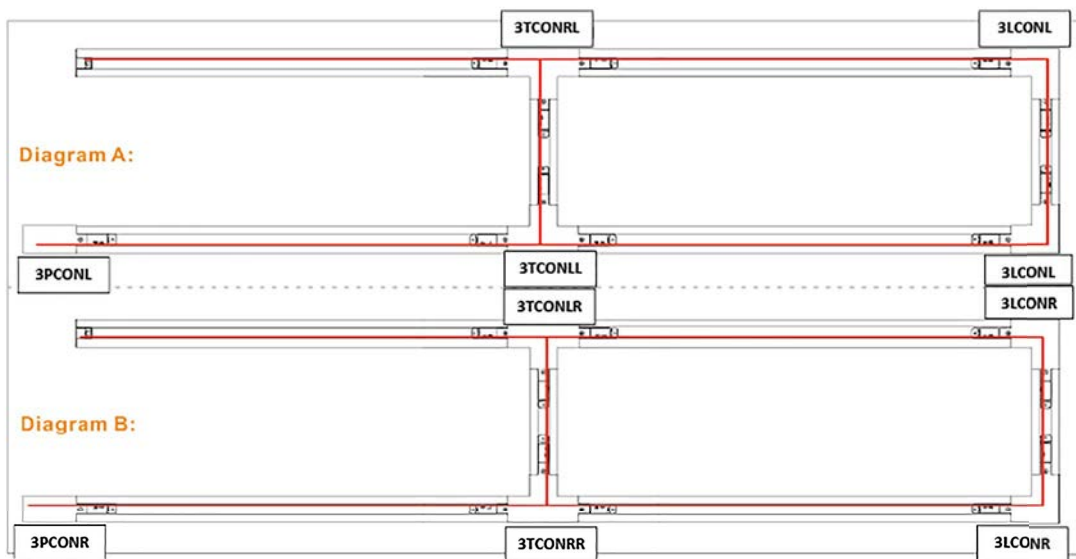 3TCONRL
3LCONL
Diagram A:
3PCONL
3TCONLL
3LCONL
3TCONLR
3LCONR
Diagram B:
3PCONR
3TCONRR
3LCONR